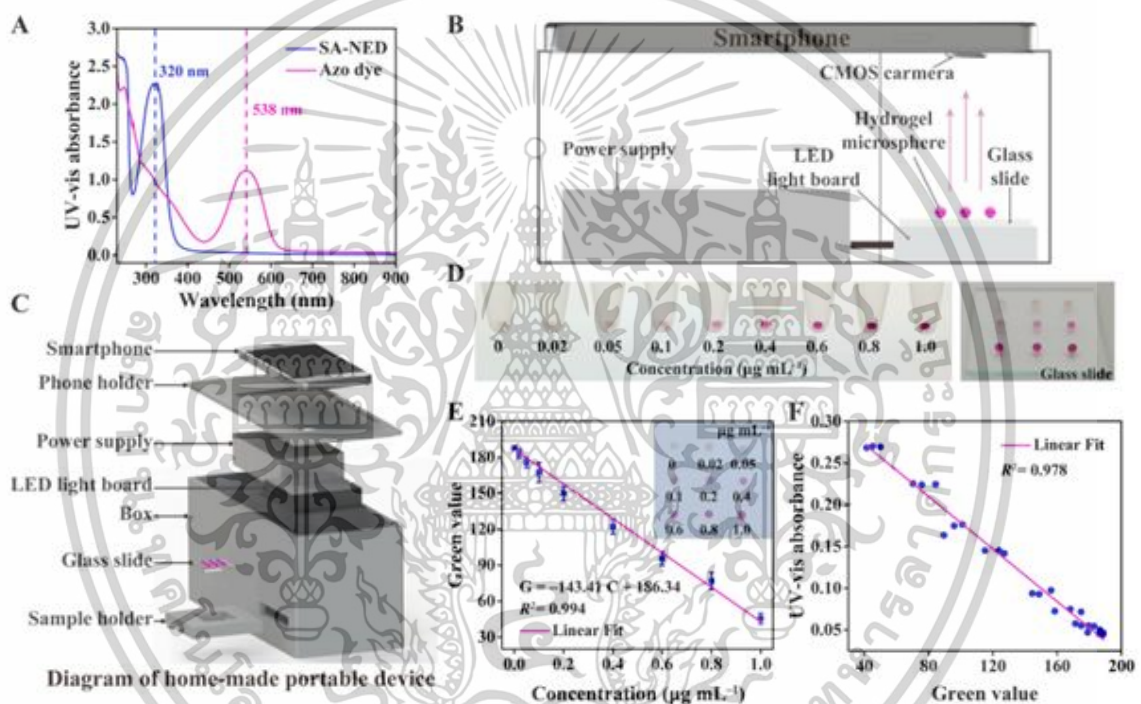 A
3.0
2.5
2.0
1.5
1.0
0.5
0.0
UV-vis absorbance
300 400 500 600 700 800 900
Wavelength (nm)
SA-NED
Azo dye
320 nm
538 nm
B
Smartphone
CMOS carmera
Hydrogel
microsphere
Power supply
LED
light board
Glass
slide
C
Smartphone
Phone holder
Power supply
LED light board
Box
Glass slide
Sample holder
Diagram of home-made portable device
D
0 0.02 0.05 0.1 0.2 0.4 0.6 0.8 1.0
Concentration (µg mL⁻¹)
Glass slide
E
210
180
150
120
90
60
30
Green value
µg mL⁻¹
0 0.02 0.05
0.1 0.2 0.4
0.6 0.8 1.0
G = −143.41 C + 186.34
R² = 0.994
Linear Fit
0.0 0.2 0.4 0.6 0.8 1.0
Concentration (µg mL⁻¹)
F
0.30
0.25
0.20
0.15
0.10
0.05
UV-vis absorbance
Linear Fit
R² = 0.978
40 80 120 160 200
Green value